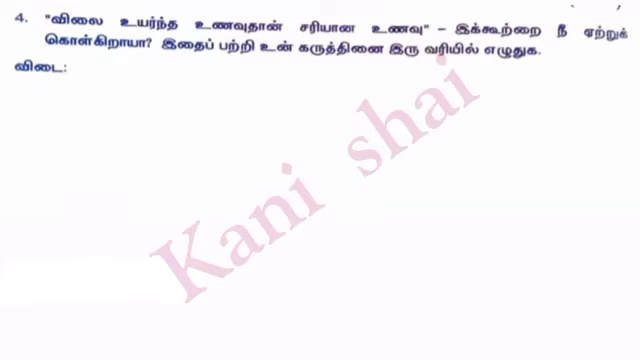 4. "விலை உயர்ந்த உணவுதான் சரியான உணவு" – இக்கூற்றை நீ ஏற்றுக்
கொள்கிறாயா? இதைப் பற்றி உன் கருத்தினை இரு வரியில் எழுதுக.
விடை:
Kani shai